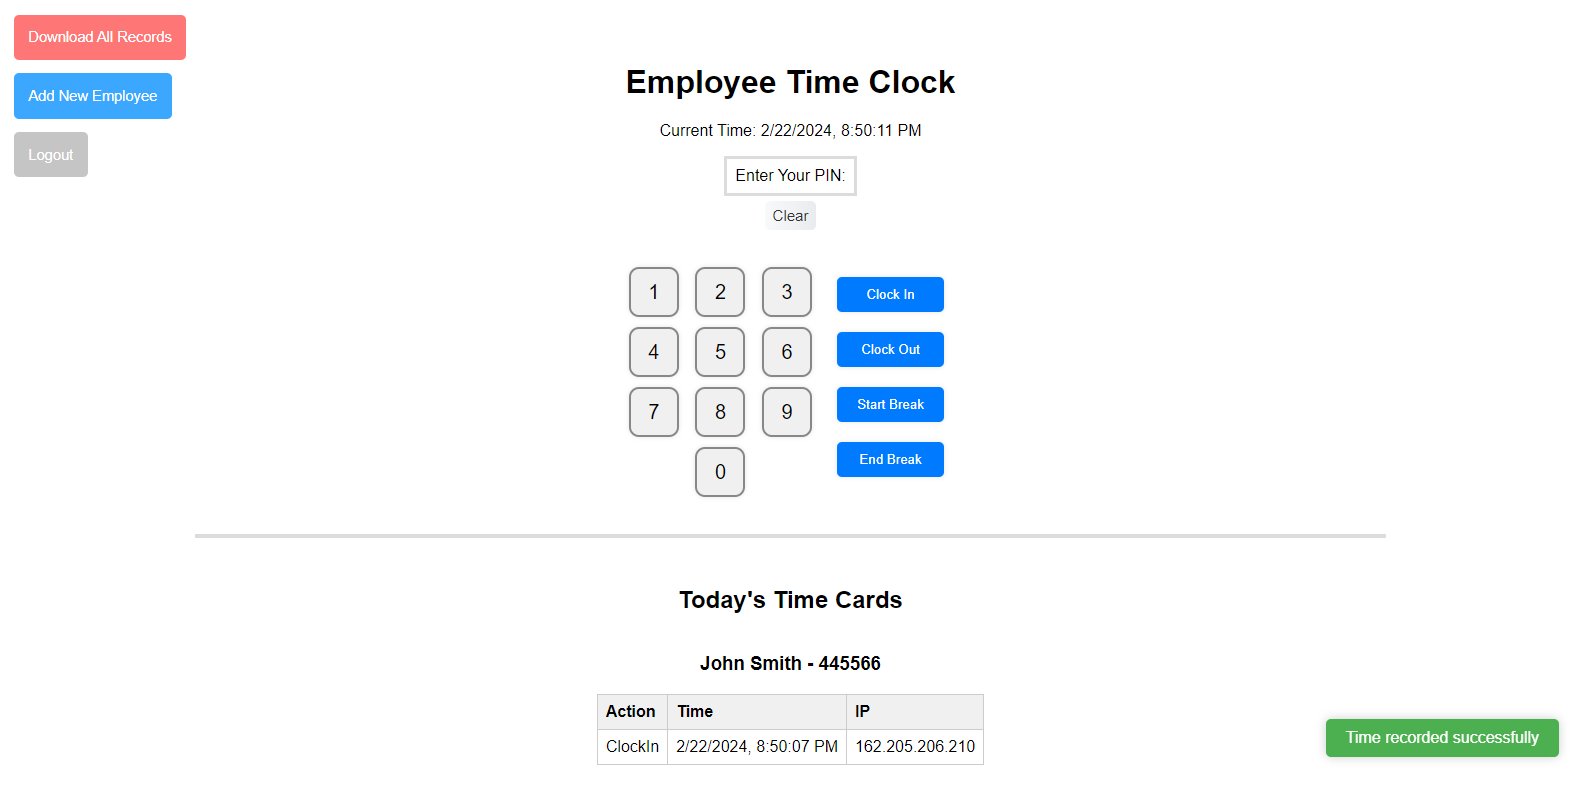 Download All Records
Add New Employee
Logout
Employee Time Clock
Current Time: 2/22/2024, 8:50:11 PM
Enter Your PIN:
Clear
1 2 3
4 5 6
7 8 9
0
Clock In
Clock Out
Start Break
End Break
Today's Time Cards
John Smith - 445566
Action Time IP
ClockIn 2/22/2024, 8:50:07 PM 162.205.206.210
Time recorded successfully